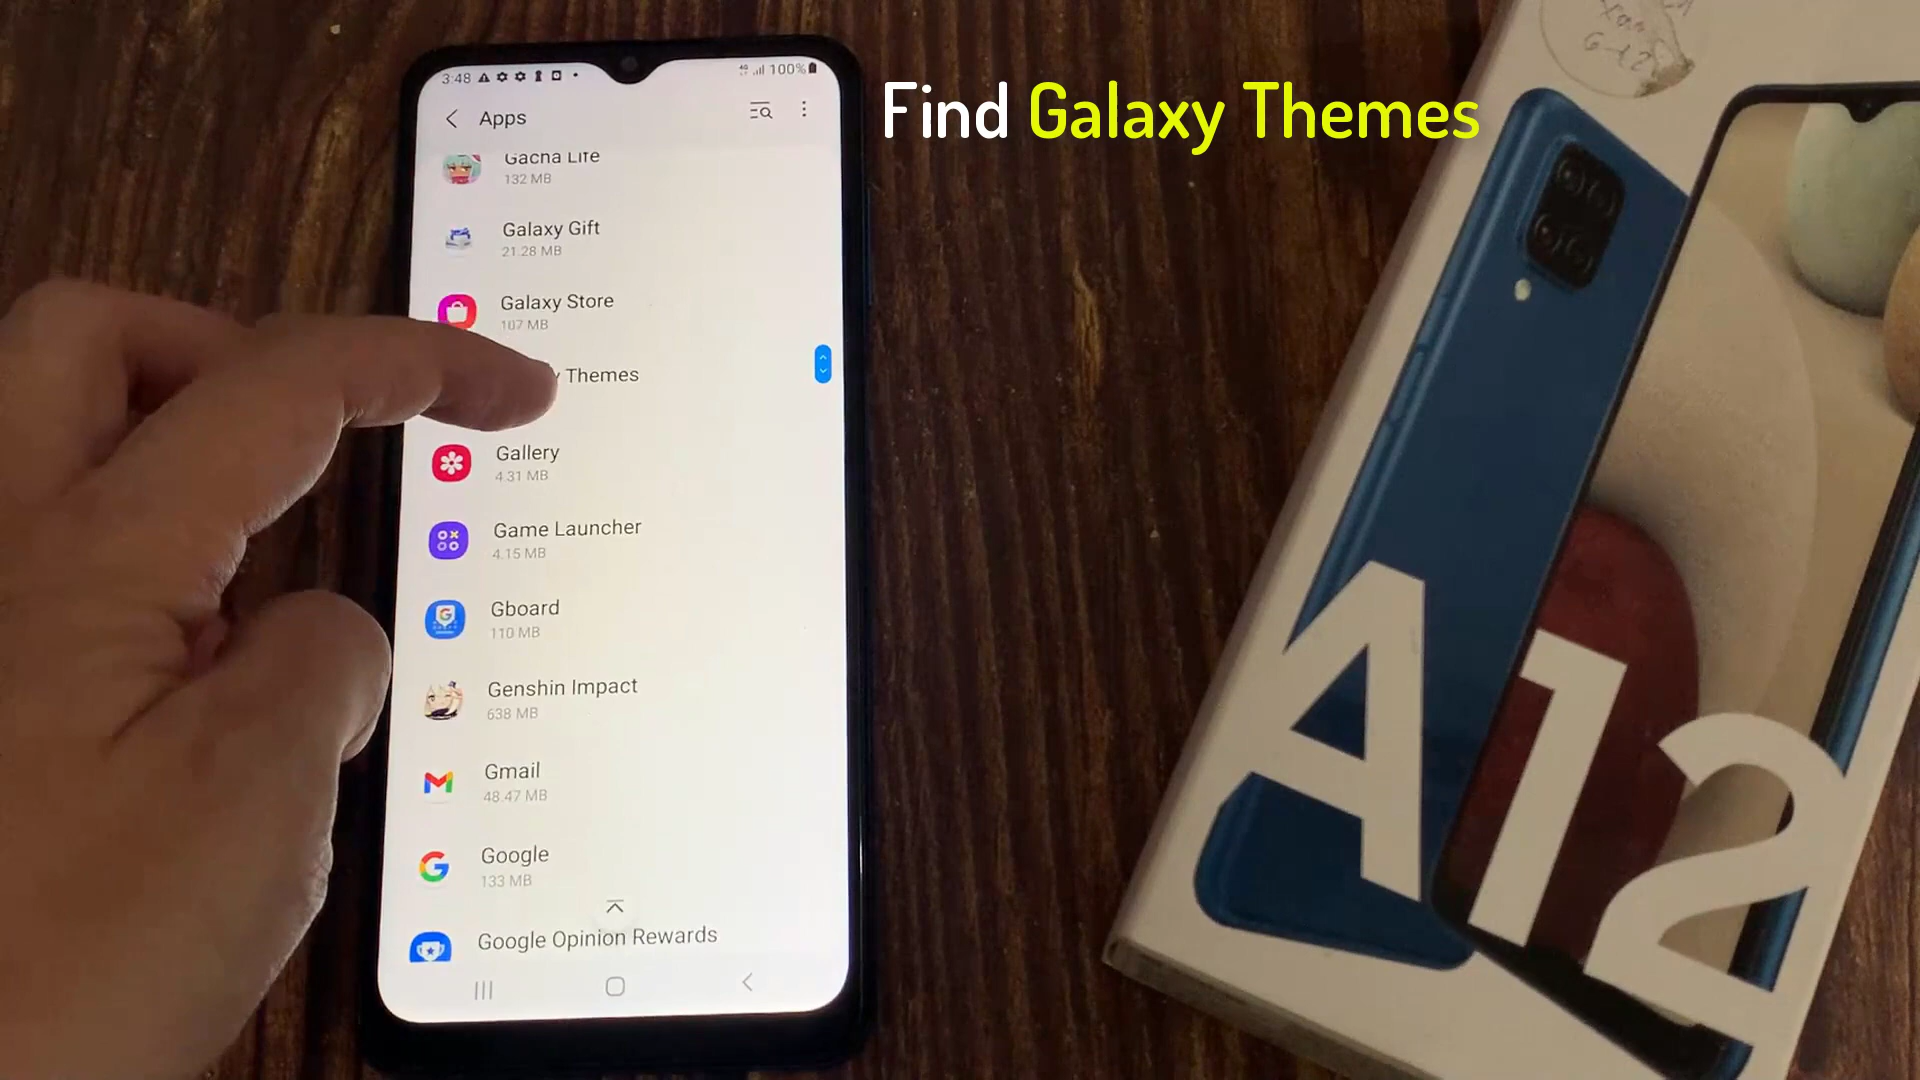 Find Galaxy Themes
3:48
100%
Apps
Gacha Life
132 MB
Galaxy Gift
21.28 MB
Galaxy Store
107 MB
y Themes
Gallery
4.31 MB
Game Launcher
4.15 MB
Gboard
110 MB
Genshin Impact
638 MB
Gmail
48.47 MB
Google
133 MB
Google Opinion Rewards
A12